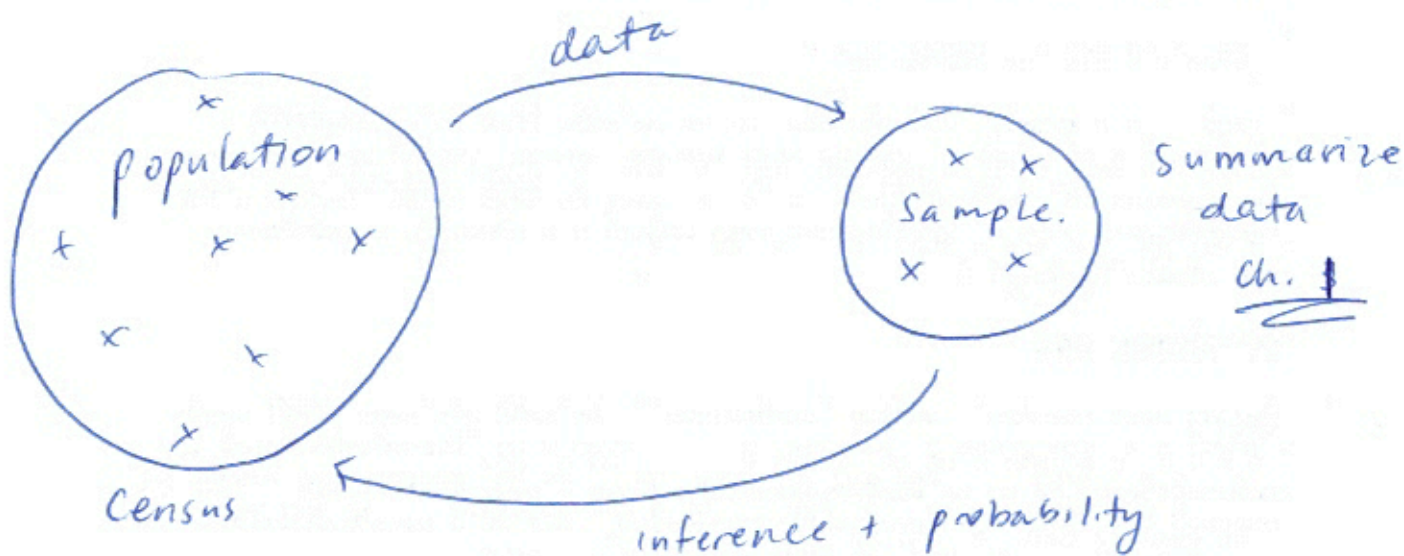 data
population
sample.
Summarize
data
Ch. 1
Census
inference + probability